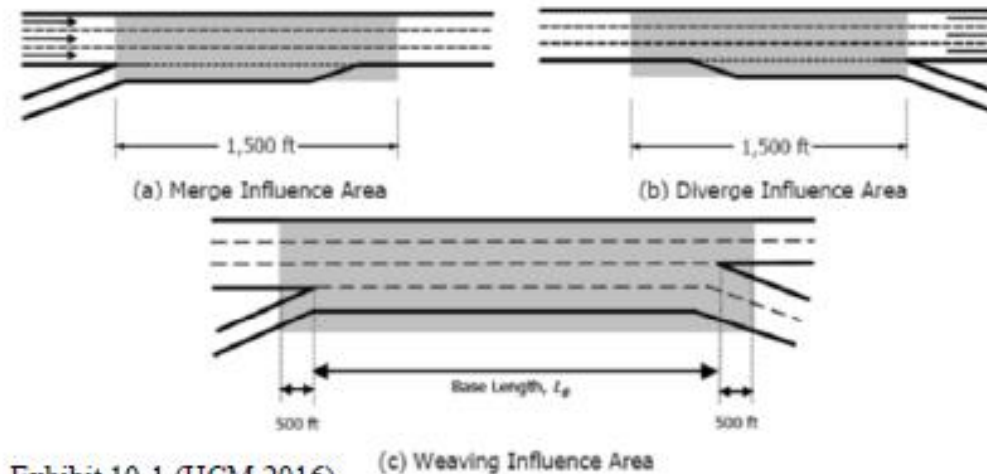 1,500 ft
1,500 ft
(a) Merge Influence Area
(b) Diverge Influence Area
Base Length, L_B
500 ft
500 ft
Exhibit 10-1 (HCM 2016)
(c) Weaving Influence Area